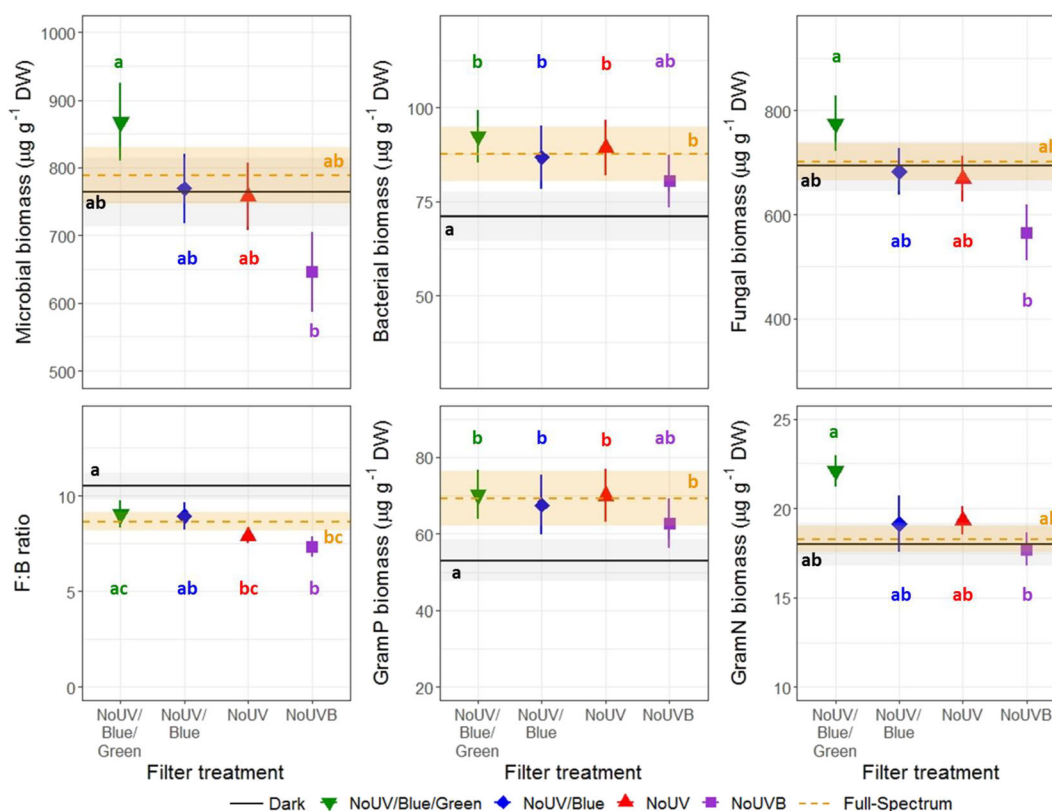 Microbial biomass (µg g⁻¹ DW)
1000
900
800
700
600
500
a
ab
ab
ab
ab
b
Bacterial biomass (µg g⁻¹ DW)
100
75
50
b
b
b
ab
b
a
Fungal biomass (µg g⁻¹ DW)
800
600
400
a
ab
ab
ab
ab
b
F:B ratio
10
5
0
a
bc
ac
ab
bc
b
NoUV/
Blue/
Green
NoUV/
Blue
NoUV
NoUVB
Filter treatment
GramP biomass (µg g⁻¹ DW)
80
60
40
20
b
b
b
ab
b
a
NoUV/
Blue/
Green
NoUV/
Blue
NoUV
NoUVB
Filter treatment
GramN biomass (µg g⁻¹ DW)
25
20
15
10
a
ab
ab
ab
ab
b
NoUV/
Blue/
Green
NoUV/
Blue
NoUV
NoUVB
Filter treatment
Dark NoUV/Blue/Green NoUV/Blue NoUV NoUVB Full-Spectrum